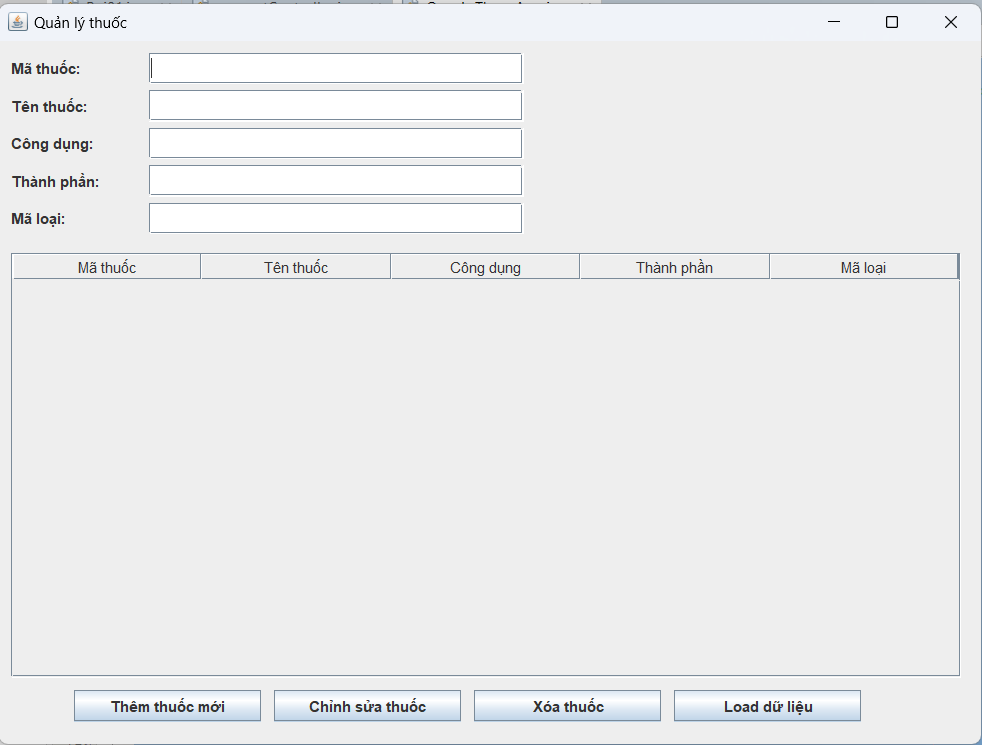 Quản lý thuốc
Mã thuốc:
Tên thuốc:
Công dụng:
Thành phần:
Mã loại:
Mã thuốc Tên thuốc Công dụng Thành phần Mã loại
Thêm thuốc mới Chỉnh sửa thuốc Xóa thuốc Load dữ liệu